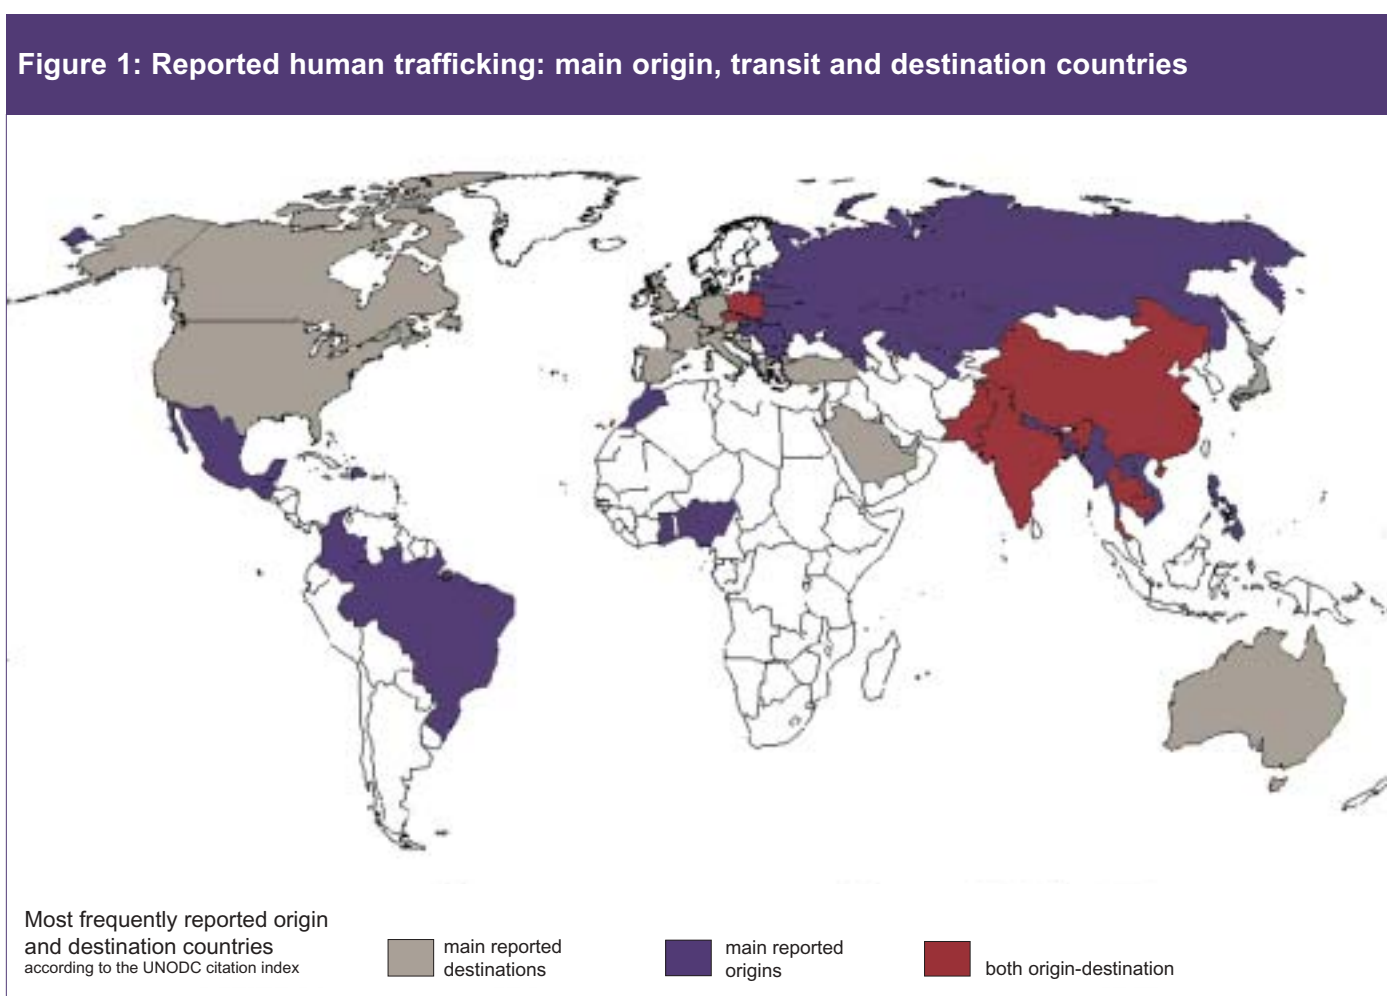 Figure 1: Reported human trafficking: main origin, transit and destination countries
Most frequently reported origin
and destination countries
according to the UNODC citation index
main reported
destinations
main reported
origins
both origin-destination